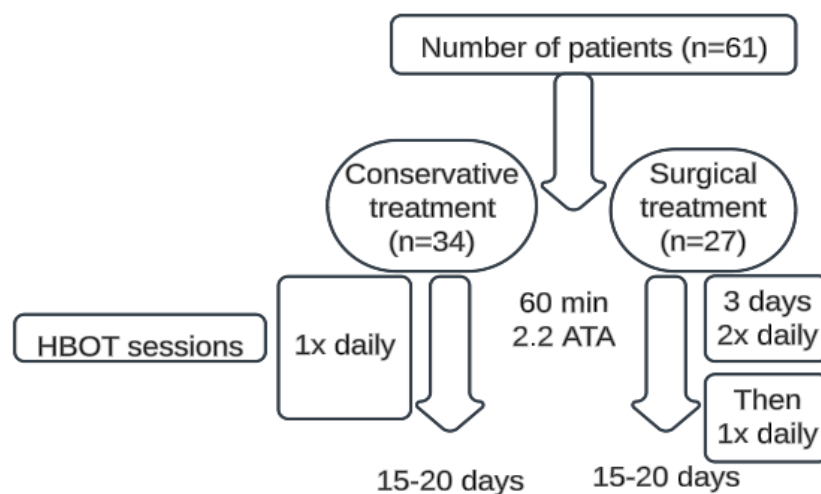 Number of patients (n=61)
Conservative
treatment
(n=34)
Surgical
treatment
(n=27)
HBOT sessions
1x daily
60 min
2.2 ATA
3 days
2x daily
Then
1x daily
15-20 days
15-20 days